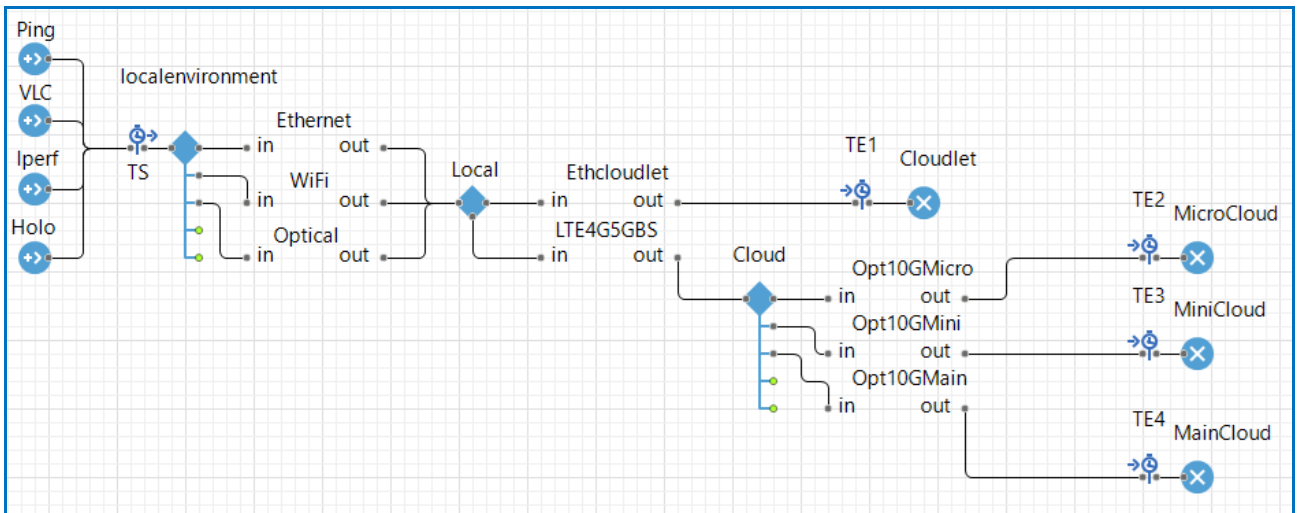 Ping
localenvironment
VLC
Ethernet
in out
TE1
Iperf
TS
WiFi
Local
Ethcloudlet
Cloudlet
in out
in out
TE2
MicroCloud
Holo
Optical
LTE4G5GBS
in out
in out
Cloud
Opt10GMicro
in out
TE3
MiniCloud
Opt10GMini
in out
Opt10GMain
in out
TE4
MainCloud